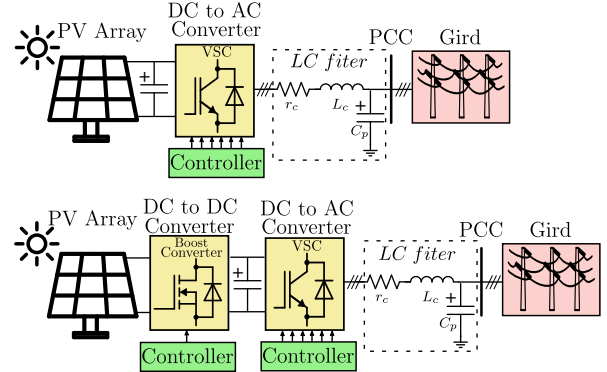 DC to AC
Converter
PV Array
VSC
PCC
Gird
LC fiter
+
r_c
L_c
+
C_p
Controller
DC to DC
Converter
DC to AC
Converter
PV Array
Boost
Converter
VSC
PCC
Gird
LC fiter
+
r_c
L_c
+
C_p
Controller
Controller